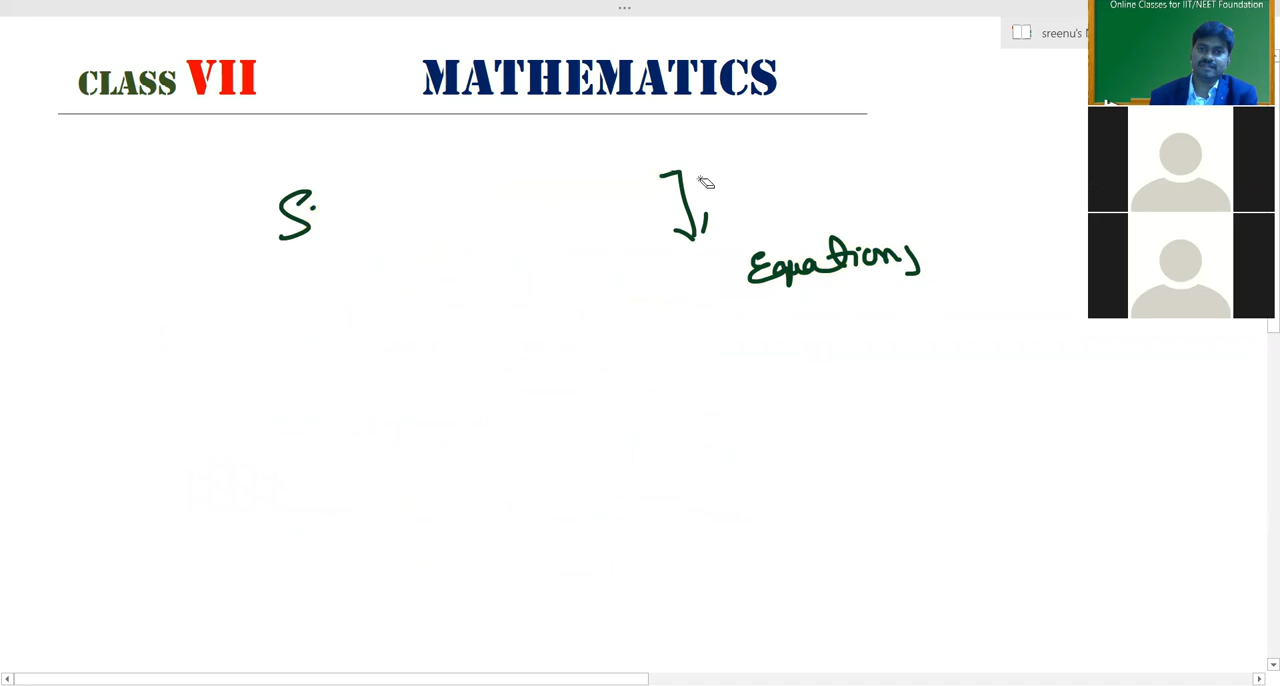 Online Classes for IIT/NEET Foundation
sreenu's
CLASS VII MATHEMATICS
S
Equations